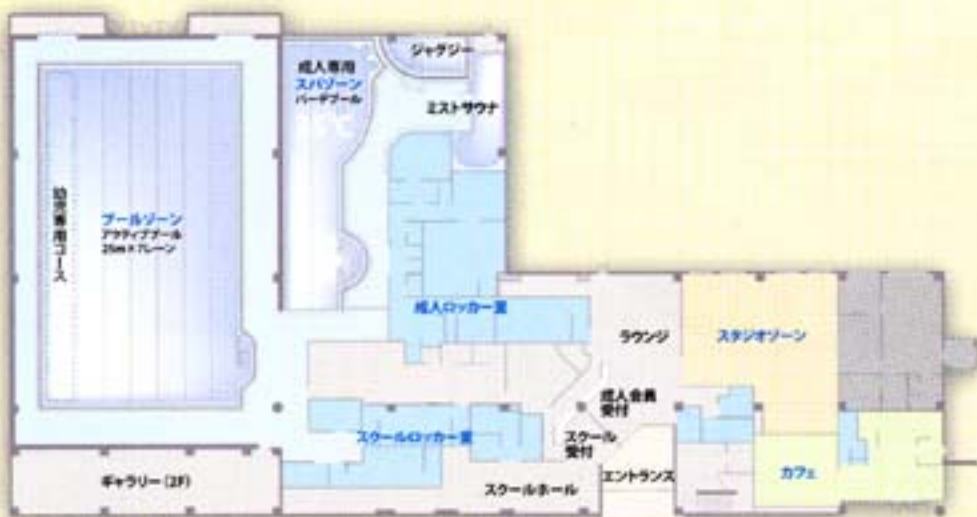 ジャグジー
成人専用
スパゾーン
バーデプール
ミストサウナ
幼児専用コース
プールゾーン
アクティブプール
25m×7レーン
成人ロッカー室
ラウンジ
スタジオゾーン
成人会員
受付
スクールロッカー室
スクール
受付
ギャラリー(2F)
スクールホール
エントランス
カフェ